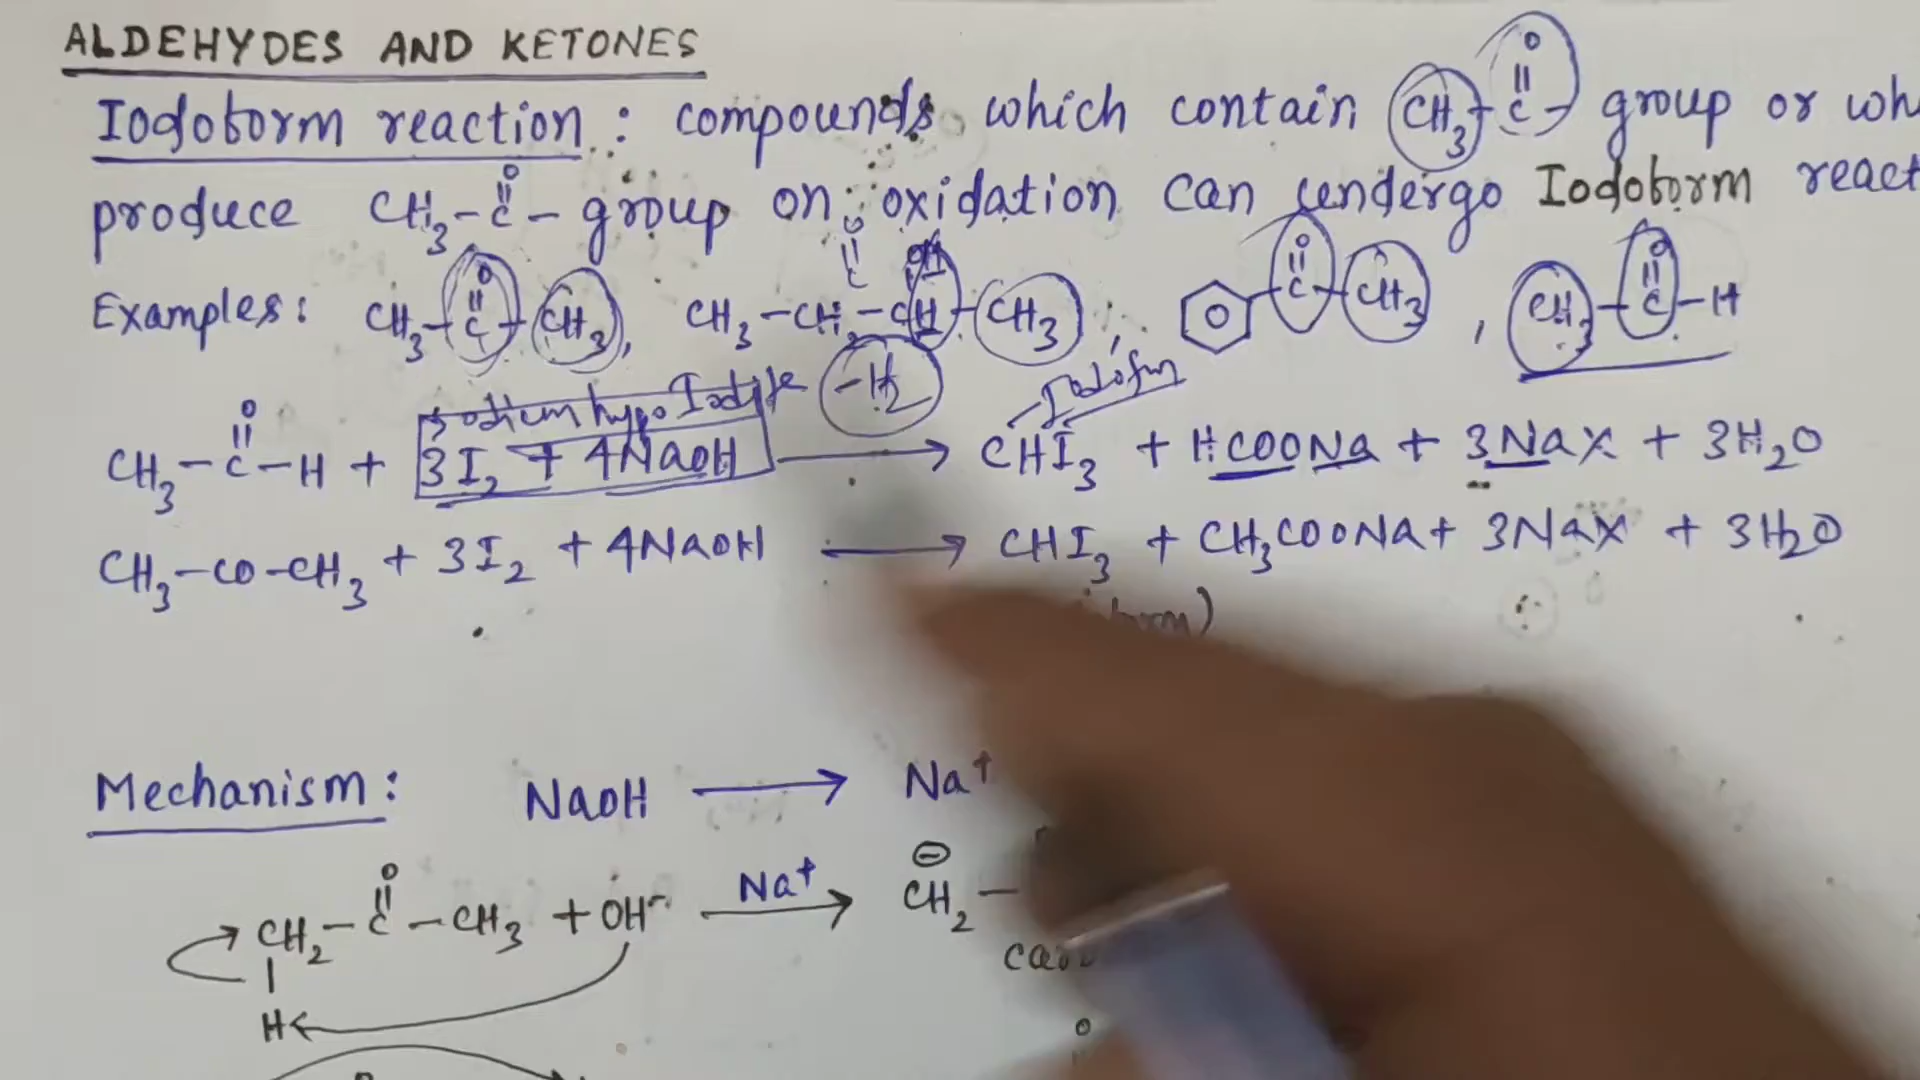 ALDEHYDES AND KETONES
Iodoform reaction : compounds which contain CH3-C- group or wh
O
||
produce CH3-C- group on oxidation can undergo Iodoform react
O
||
Examples: CH3-C-CH3, CH3-CH2-CH-CH3, C-CH3, CH3-C-H
O
||
O
||
C
OH
O
||
O
||
sodium hypo Iodite -H2 Iodoform
CH3-C-H + 3I2 + 4NaOH → CHI3 + HCOONa + 3NaX + 3H2O
O
||
CH3-CO-CH3 + 3I2 + 4NaOH → CHI3 + CH3COONa + 3NaX + 3H2O
Mechanism: NaOH → Na+
CH2-C-CH3 + OH- Na+ → CH2-
O
||
⊖
H
O